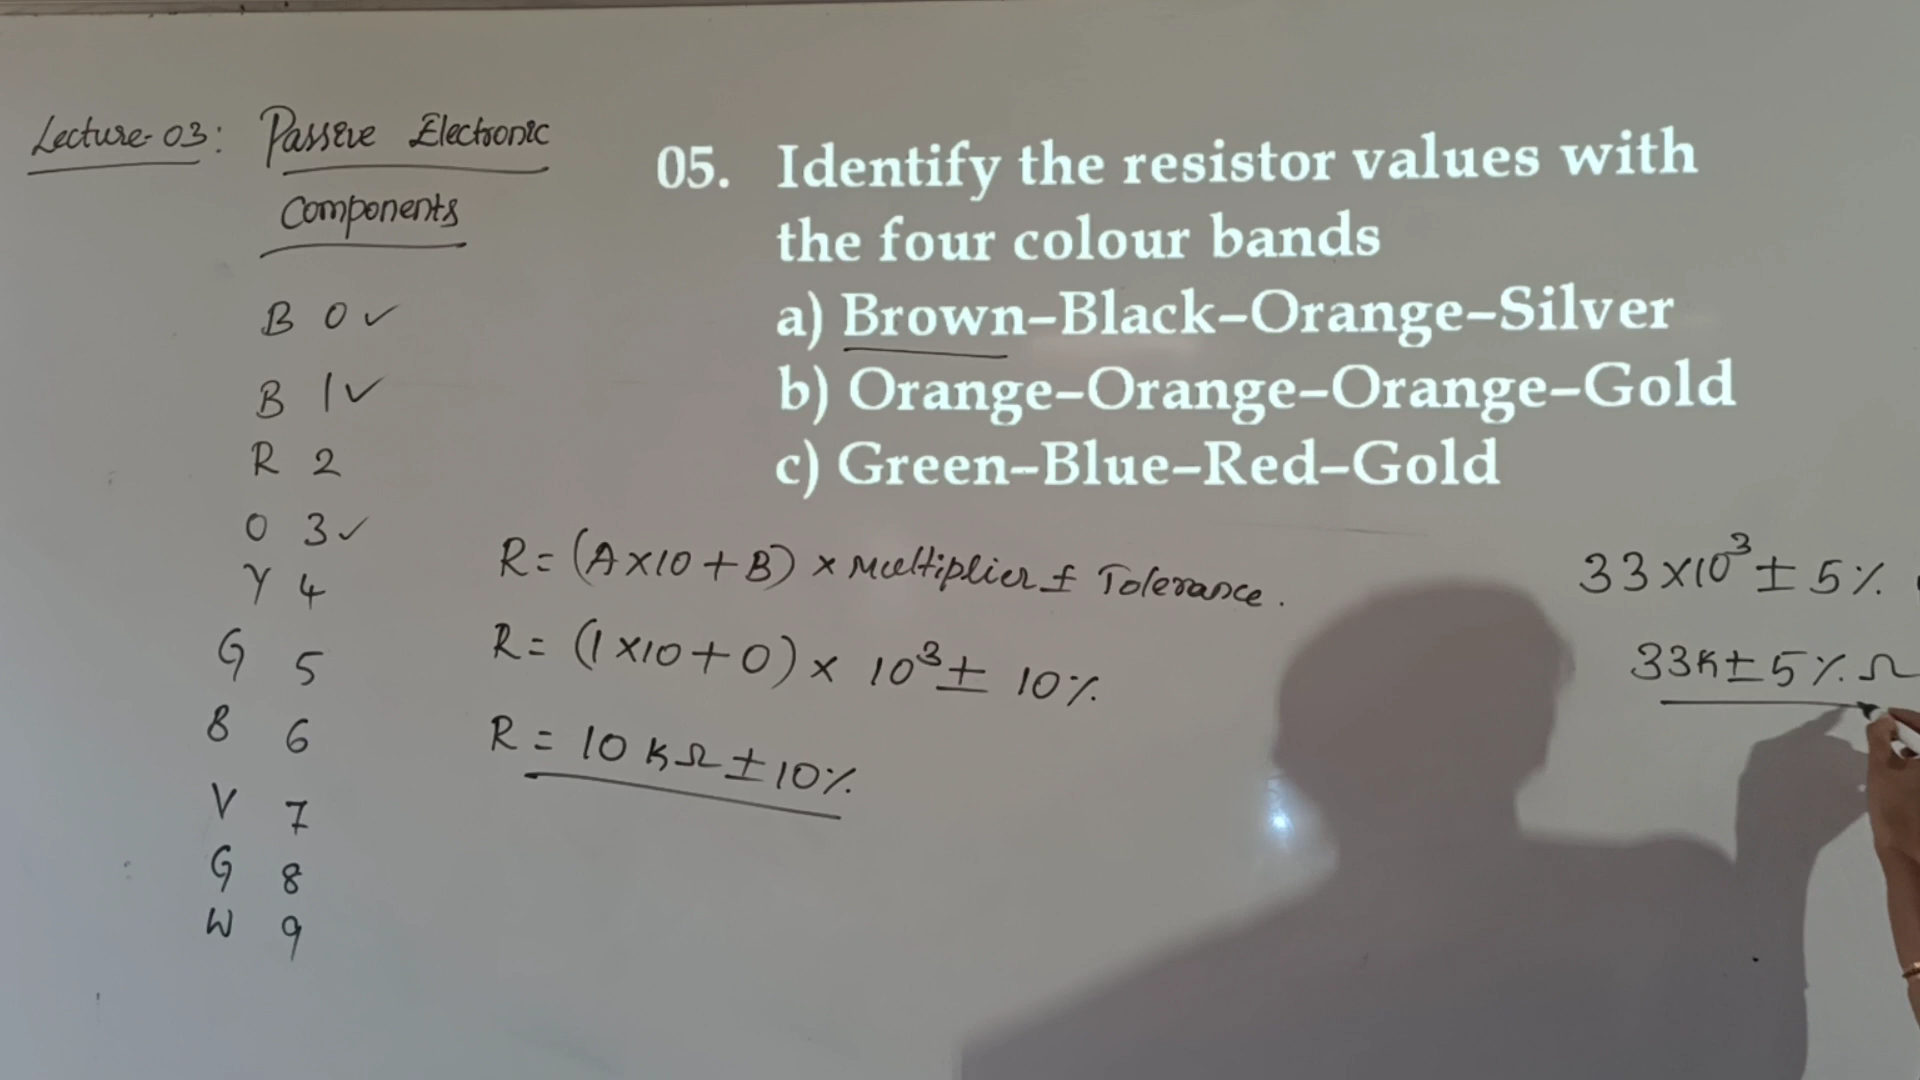 Lecture-03: Passive Electronic
Components
05. Identify the resistor values with
the four colour bands
a) Brown–Black–Orange–Silver
b) Orange–Orange–Orange–Gold
c) Green–Blue–Red–Gold
B 0 ✓
B 1 ✓
R 2
O 3 ✓
Y 4
G 5
B 6
V 7
G 8
W 9
R = (A×10 + B) × Multiplier ± Tolerance.
R = (1×10+0) × 10³ ± 10%
R = 10 KΩ ± 10%
33×10³ ± 5%
33K ± 5% Ω